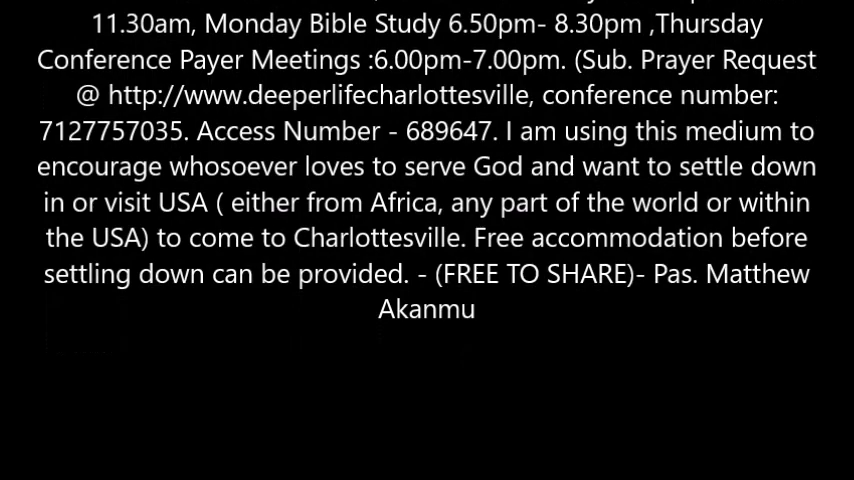 11.30am, Monday Bible Study 6.50pm- 8.30pm ,Thursday
Conference Payer Meetings :6.00pm-7.00pm. (Sub. Prayer Request
@ http://www.deeperlifecharlottesville, conference number:
7127757035. Access Number - 689647. I am using this medium to
encourage whosoever loves to serve God and want to settle down
in or visit USA ( either from Africa, any part of the world or within
the USA) to come to Charlottesville. Free accommodation before
settling down can be provided. - (FREE TO SHARE)- Pas. Matthew
Akanmu